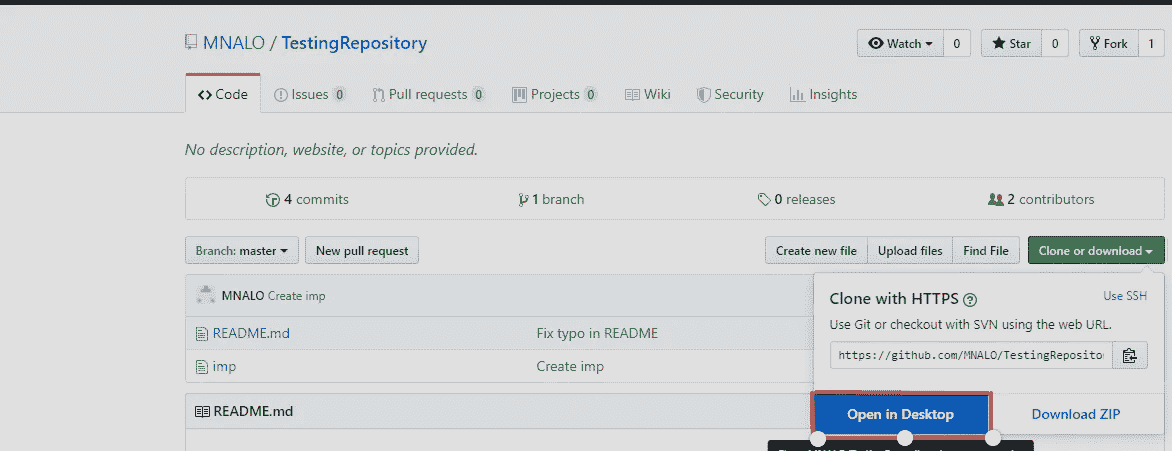 MNALO / TestingRepository
Watch 0 Star 0 Fork 1
Code Issues 0 Pull requests 0 Projects 0 Wiki Security Insights
No description, website, or topics provided.
4 commits 1 branch 0 releases 2 contributors
Branch: master New pull request Create new file Upload files Find File Clone or download
MNALO Create imp
Clone with HTTPS Use SSH
Use Git or checkout with SVN using the web URL.
README.md Fix typo in README
https://github.com/MNALO/TestingReposito
imp Create imp
README.md
Open in Desktop Download ZIP